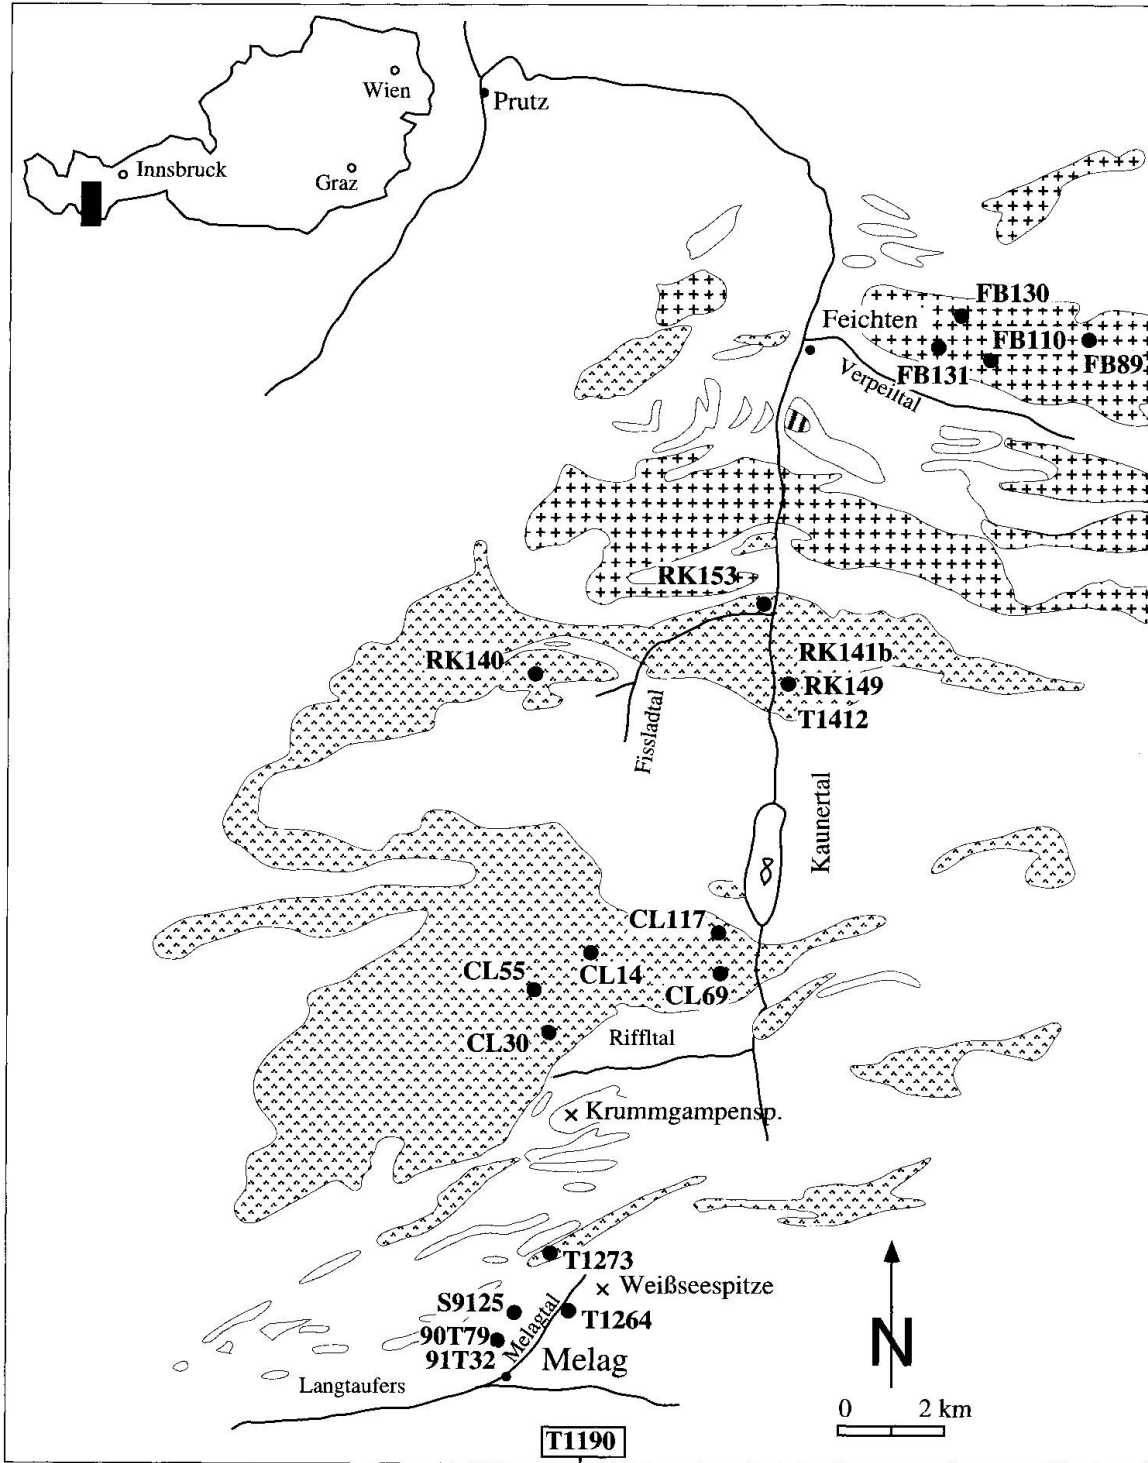 Wien
Prutz
Innsbruck
Graz
FB130
Feichten
FB110
FB89
FB131
Verpeiltal
RK153
RK141b
RK140
RK149
T1412
Fissladtal
Kaunertal
CL117
CL55
CL14
CL69
CL30
Riffltal
Krummgampensp.
T1273
Weißseespitze
S9125
T1264
90T79
Melagtal
91T32
Melag
Langtaufers
N
0 2 km
T1190